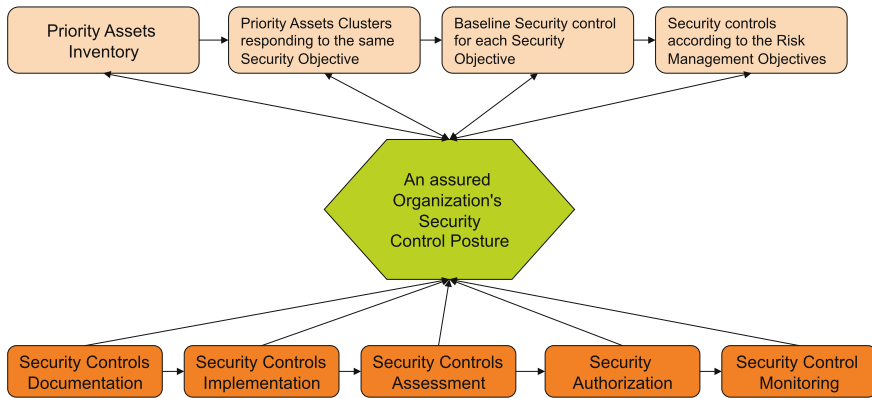 Priority Assets
Inventory
Priority Assets Clusters
responding to the same
Security Objective
Baseline Security control
for each Security
Objective
Security controls
according to the Risk
Management Objectives
An assured
Organization's
Security
Control Posture
Security Controls
Documentation
Security Controls
Implementation
Security Controls
Assessment
Security
Authorization
Security Control
Monitoring